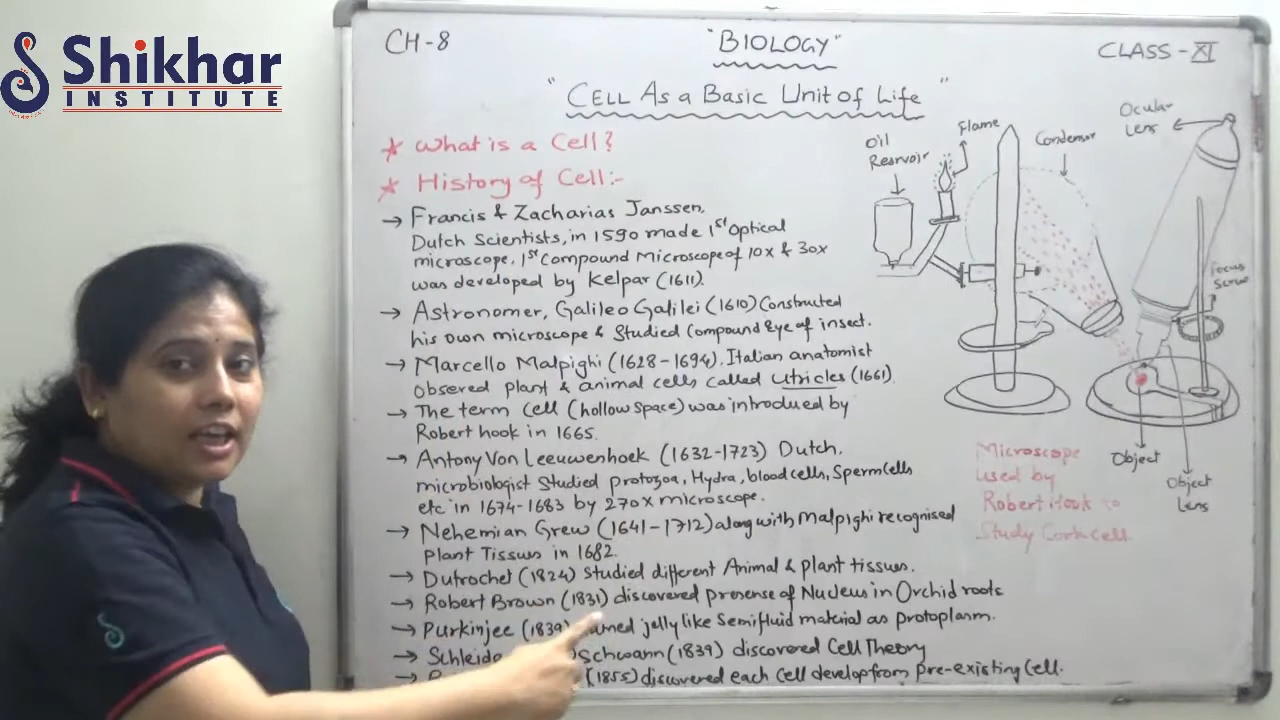 Shikhar
INSTITUTE
CH-8
"BIOLOGY"
CLASS-XI
"CELL As a Basic Unit of Life"
* What is a Cell?
* History of Cell:-
→ Francis & Zacharias Janssen,
Dutch Scientists, in 1590 made 1st Optical
microscope. 1st Compound Microscope of 10x & 30x
was developed by Kelpar (1611).
→ Astronomer, Galileo Galilei (1610) Constructed
his own microscope & Studied Compound Eye of insect.
→ Marcello Malpighi (1628-1694). Italian anatomist
Obsered plant & animal cells called utricles (1661).
→ The term cell (hollow space) was introdued by
Robert hook in 1665.
→ Antony Von Leeuwenhoek (1632-1723) Dutch,
microbiologist Studied protozoa, Hydra, blood cells, Sperm cells
etc in 1674-1683 by 270x microscope.
→ Nehemian Grew (1641-1712) along with Malpighi recognised
Plant Tissues in 1682.
→ Dutrochet (1824) Studied different Animal & plant tissues.
→ Robert Brown (1831) discovered presense of Nucleus in Orchid roots
→ Purkinjee (1839) jelly like Semifluid material as protoplasm.
→ Schwann (1839) discovered Cell Theory
→ (1855) discovered each Cell develop from pre-existing cell.
Oil
Reservoir
Flame
Condensor
Ocular
Lens
Focus
Screw
Object
Object
Lens
Microscope
used by
Robert Hook to
Study Cork cell.